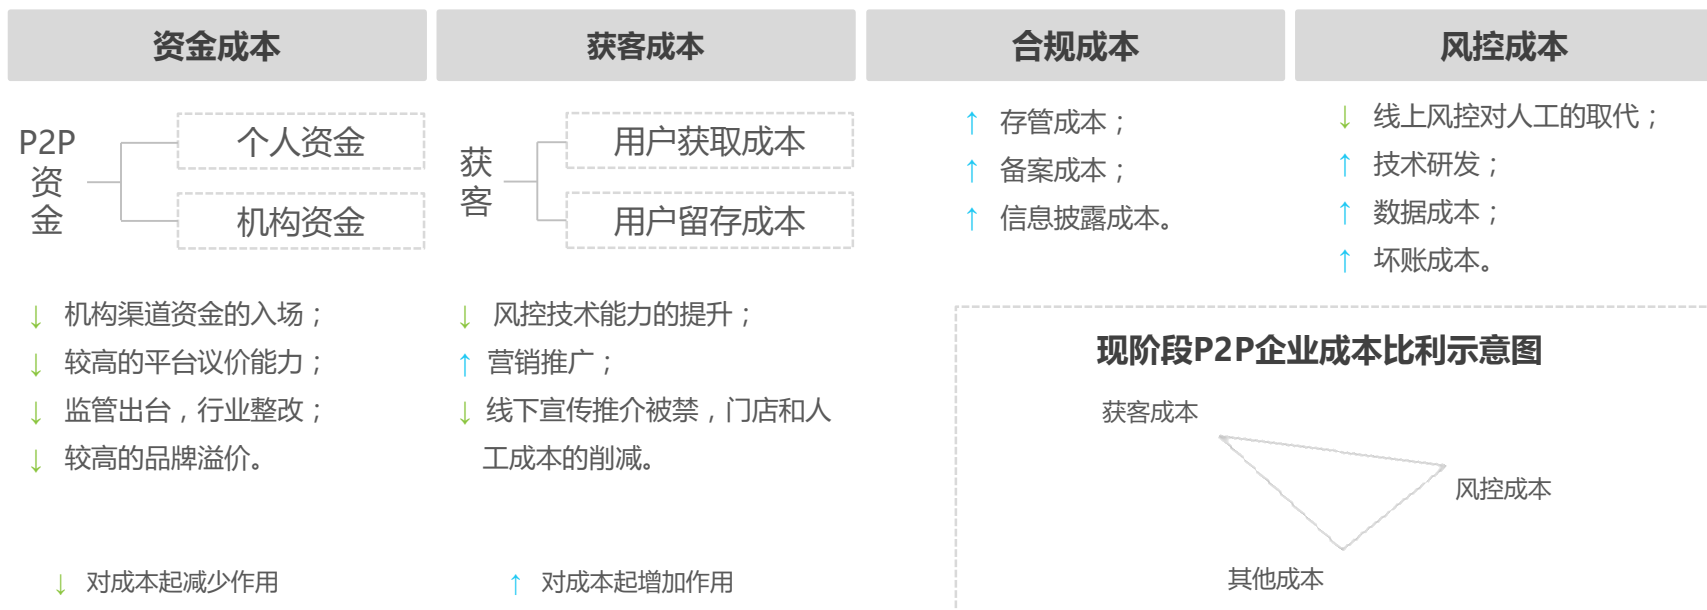 资金成本
P2P
资
金
个人资金
机构资金
↓ 机构渠道资金的入场；
↓ 较高的平台议价能力；
↓ 监管出台，行业整改；
↓ 较高的品牌溢价。
获客成本
获
客
用户获取成本
用户留存成本
↓ 风控技术能力的提升；
↑ 营销推广；
↓ 线下宣传推介被禁，门店和人
工成本的削减。
合规成本
↑ 存管成本；
↑ 备案成本；
↑ 信息披露成本。
风控成本
↓ 线上风控对人工的取代；
↑ 技术研发；
↑ 数据成本；
↑ 坏账成本。
现阶段P2P企业成本比利示意图
获客成本
风控成本
其他成本
↓ 对成本起减少作用
↑ 对成本起增加作用